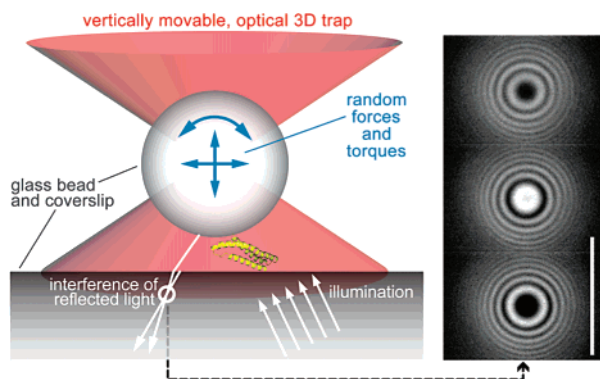 vertically movable, optical 3D trap
random
forces and
torques
glass bead
and coverslip
interference of
reflected light
illumination